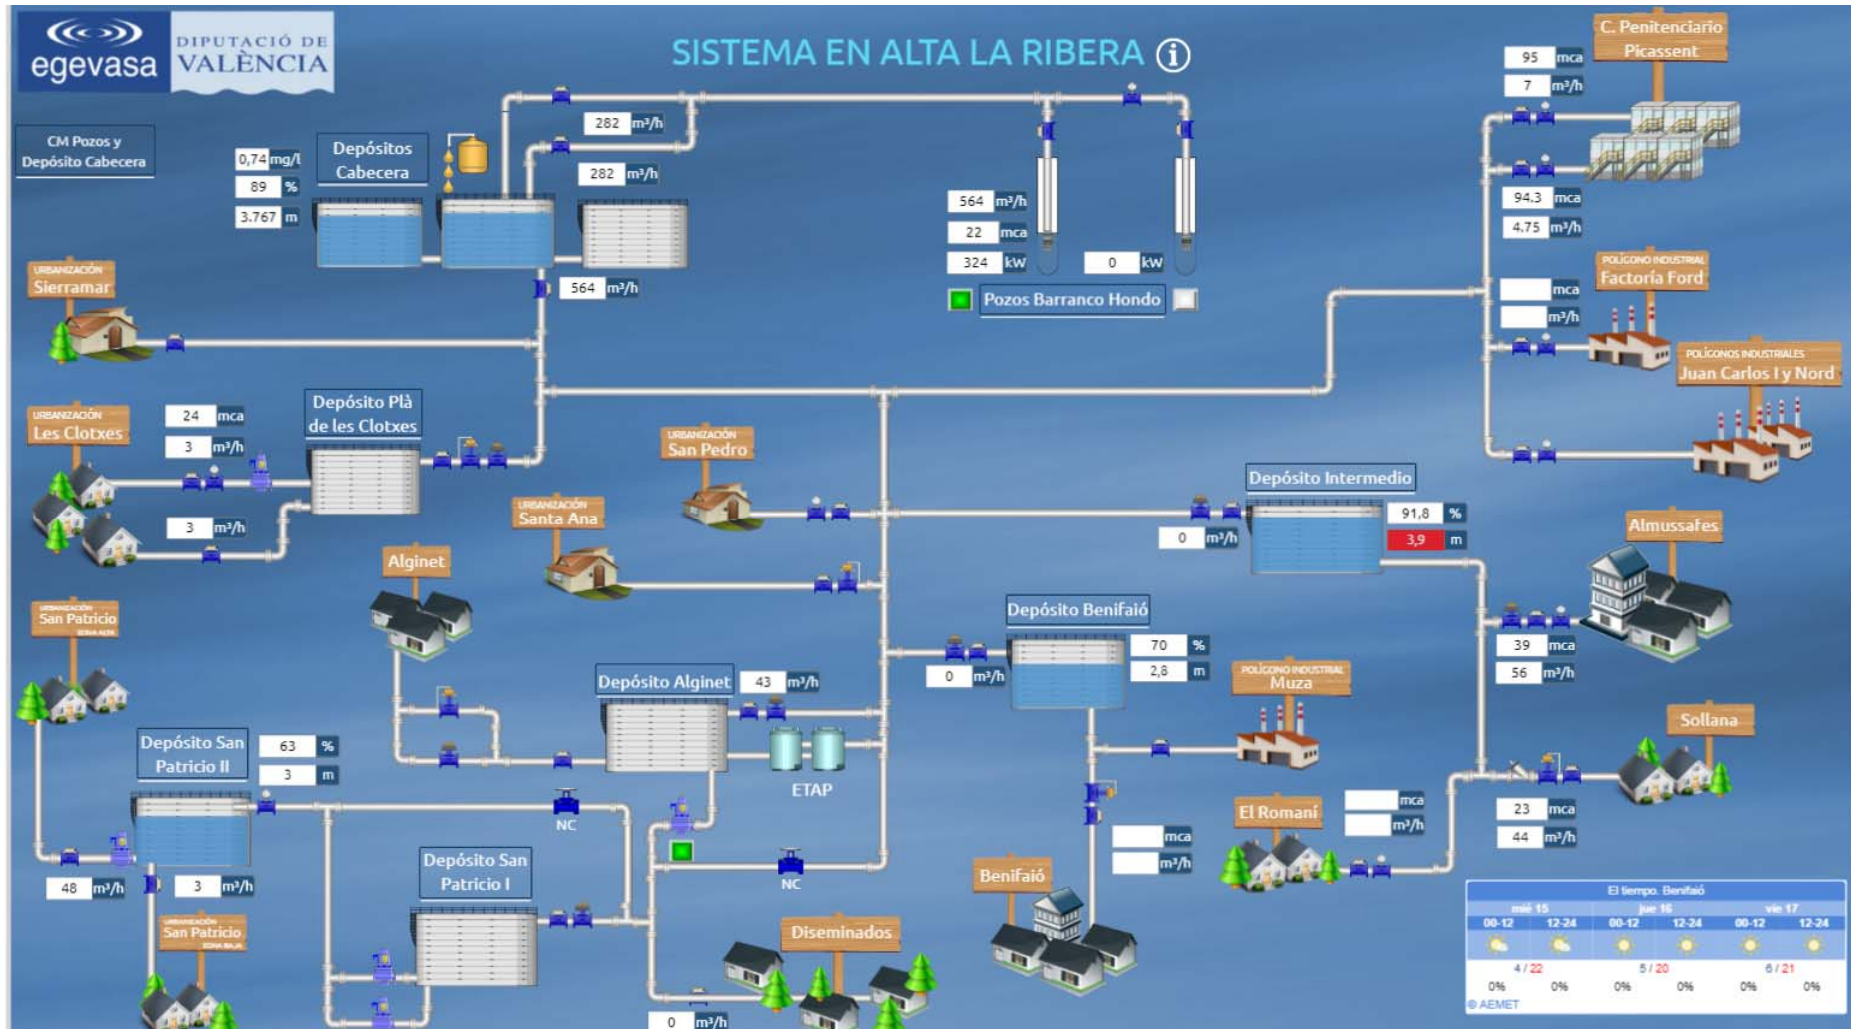 egevasa
DIPUTACIÓ DE
VALÈNCIA
SISTEMA EN ALTA LA RIBERA
i
CM Pozos y
Depósito Cabecera
0,74 mg/l
89 %
3.767 m
Depósitos
Cabecera
282 m³/h
282 m³/h
564 m³/h
564 m³/h
22 mca
324 kW
0 kW
Pozos Barranco Hondo
C. Penitenciario
Picassent
95 mca
7 m³/h
94.3 mca
4.75 m³/h
POLÍGONO INDUSTRIAL
Factoría Ford
mca
m³/h
POLÍGONOS INDUSTRIALES
Juan Carlos I y Nord
URBANIZACIÓN
Sierramar
URBANIZACIÓN
Les Clotxes
24 mca
3 m³/h
3 m³/h
Depósito Plà
de les Clotxes
URBANIZACIÓN
San Pedro
URBANIZACIÓN
Santa Ana
Depósito Intermedio
91,8 %
3,9 m
0 m³/h
Almussafes
39 mca
56 m³/h
Alginet
Depósito Alginet
43 m³/h
ETAP
Depósito Benifaió
70 %
2,8 m
0 m³/h
POLÍGONO INDUSTRIAL
Muza
Sollana
23 mca
44 m³/h
El Romaní
mca
m³/h
mca
m³/h
Benifaió
URBANIZACIÓN
San Patricio
ZONA ALTA
Depósito San
Patricio II
63 %
3 m
48 m³/h
3 m³/h
URBANIZACIÓN
San Patricio
ZONA BAJA
NC
Depósito San
Patricio I
NC
Diseminados
0 m³/h
El tiempo. Benifaió
mié 15 jue 16 vie 17
00-12 12-24 00-12 12-24 00-12 12-24
4 / 22 5 / 20 6 / 21
0% 0% 0% 0% 0% 0%
© AEMET